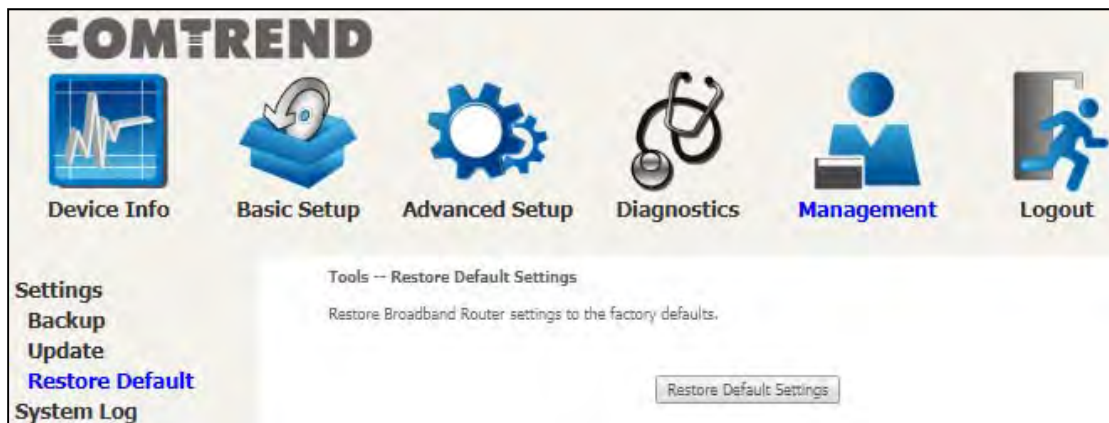 COMTREND
Device Info
Basic Setup
Advanced Setup
Diagnostics
Management
Logout
Settings
Backup
Update
Restore Default
System Log
Tools -- Restore Default Settings
Restore Broadband Router settings to the factory defaults.
Restore Default Settings